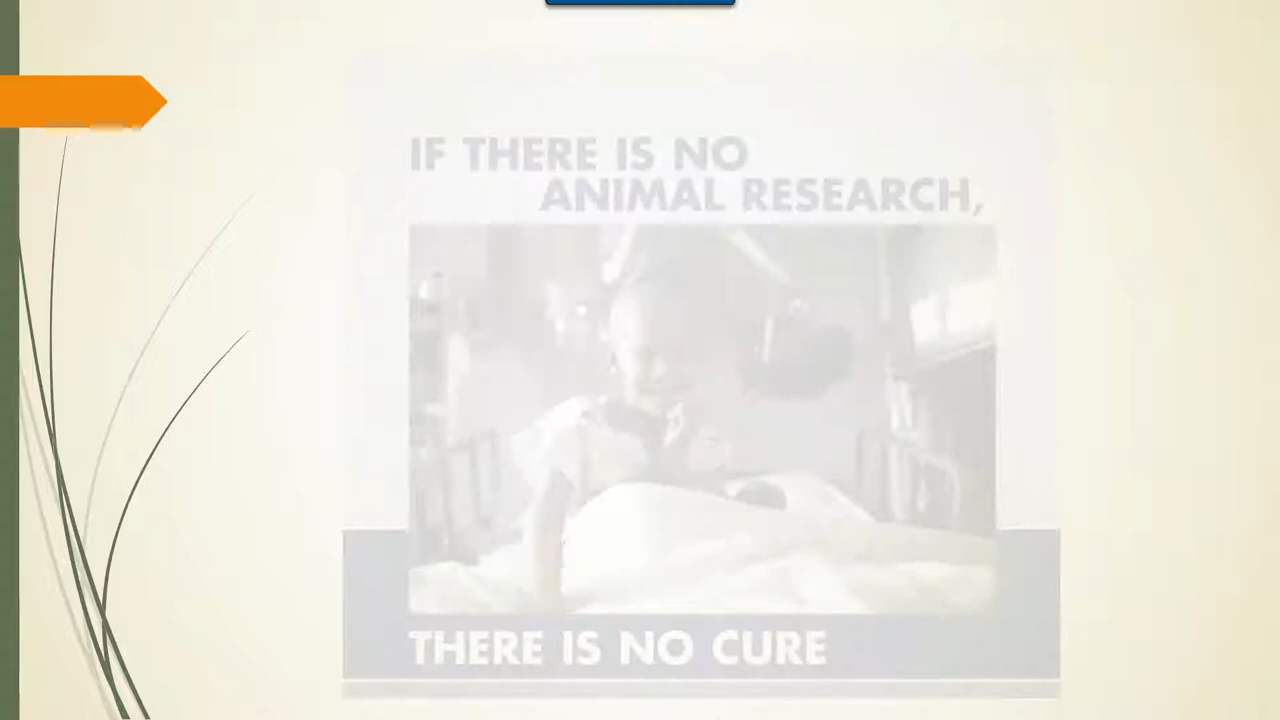 IF THERE IS NO
ANIMAL RESEARCH,
THERE IS NO CURE